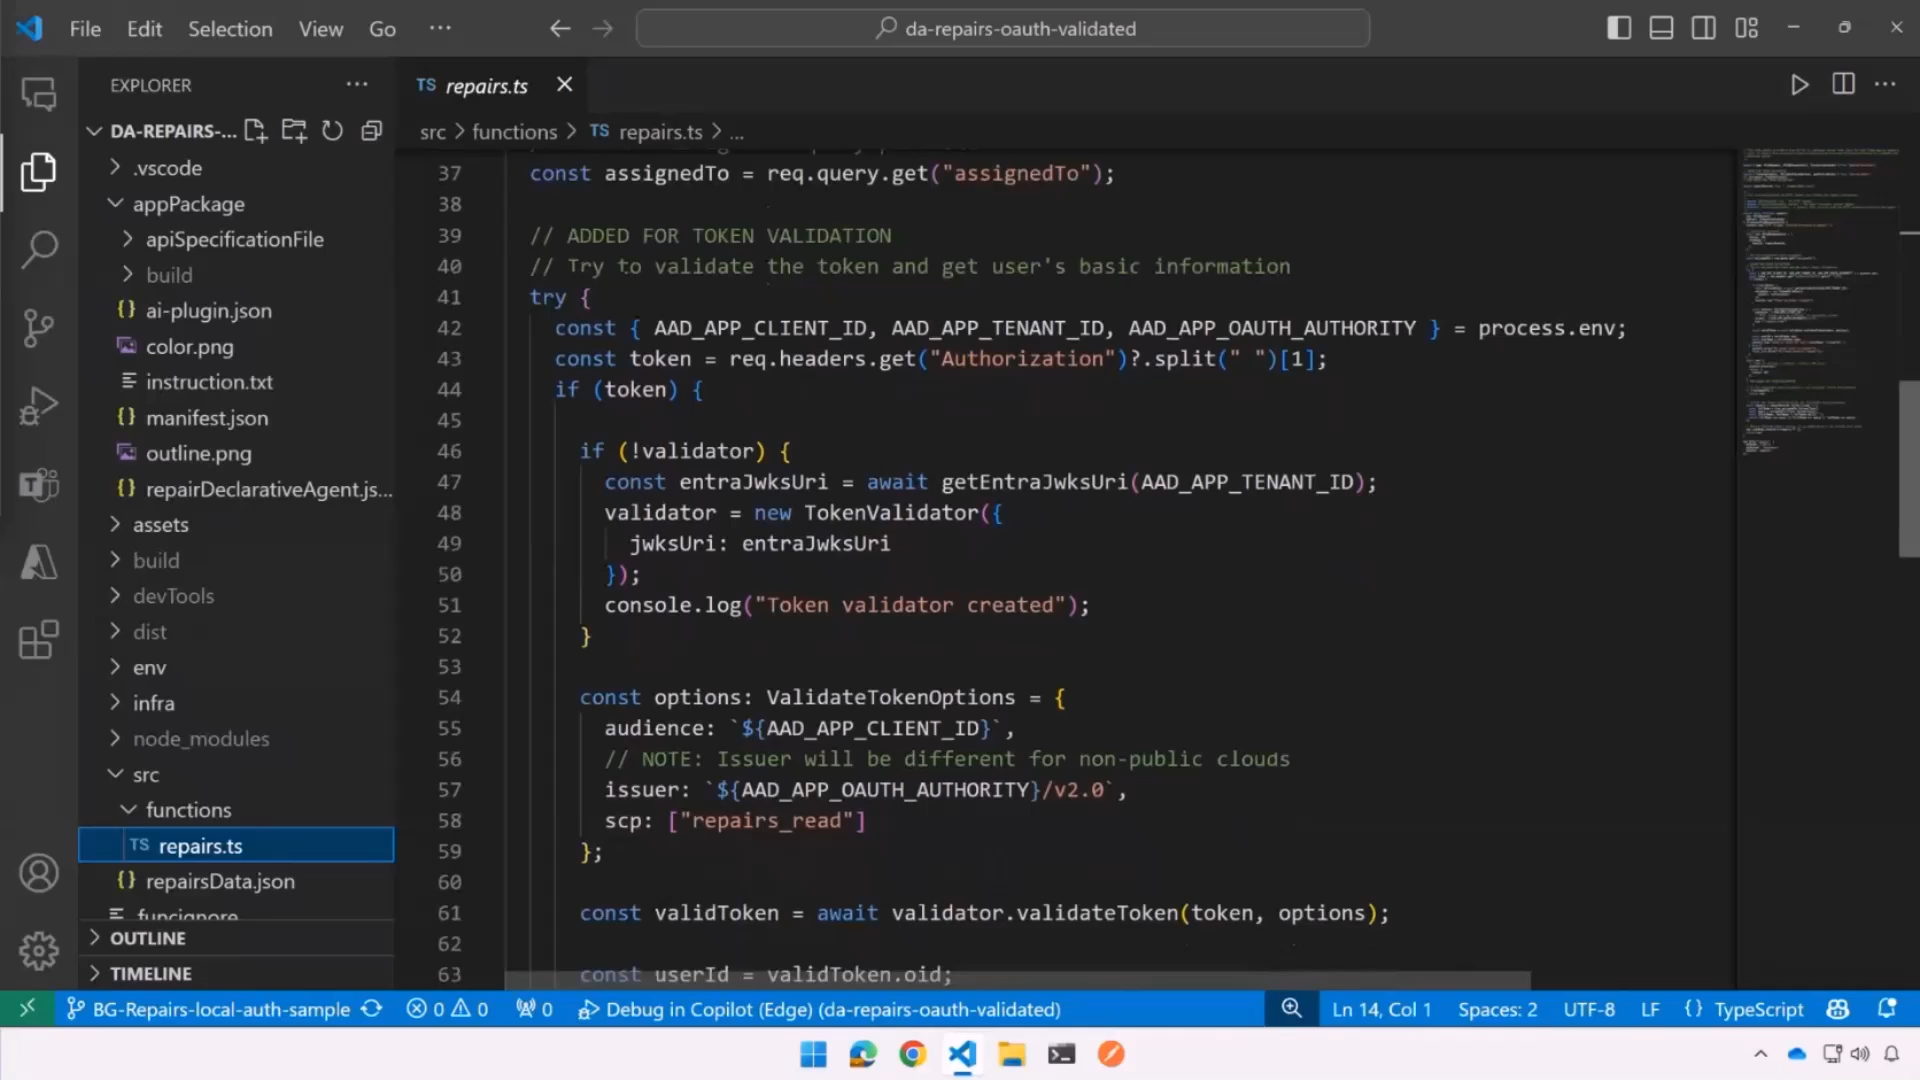 File Edit Selection View Go ··· da-repairs-oauth-validated
EXPLORER ···
DA-REPAIRS-...
.vscode
appPackage
apiSpecificationFile
build
{} ai-plugin.json
color.png
instruction.txt
{} manifest.json
outline.png
{} repairDeclarativeAgent.js...
assets
build
devTools
dist
env
infra
node_modules
src
functions
TS repairs.ts
{} repairsData.json
.funcignore
OUTLINE
TIMELINE
TS repairs.ts
src > functions > TS repairs.ts > ...
37 const assignedTo = req.query.get("assignedTo");
38
39 // ADDED FOR TOKEN VALIDATION
40 // Try to validate the token and get user's basic information
41 try {
42 const { AAD_APP_CLIENT_ID, AAD_APP_TENANT_ID, AAD_APP_OAUTH_AUTHORITY } = process.env;
43 const token = req.headers.get("Authorization")?.split(" ")[1];
44 if (token) {
45
46 if (!validator) {
47 const entraJwksUri = await getEntraJwksUri(AAD_APP_TENANT_ID);
48 validator = new TokenValidator({
49 jwksUri: entraJwksUri
50 });
51 console.log("Token validator created");
52 }
53
54 const options: ValidateTokenOptions = {
55 audience: `${AAD_APP_CLIENT_ID}`,
56 // NOTE: Issuer will be different for non-public clouds
57 issuer: `${AAD_APP_OAUTH_AUTHORITY}/v2.0`,
58 scp: ["repairs_read"]
59 };
60
61 const validToken = await validator.validateToken(token, options);
62
63 const userId = validToken.oid;
BG-Repairs-local-auth-sample 0 0 0 Debug in Copilot (Edge) (da-repairs-oauth-validated) Ln 14, Col 1 Spaces: 2 UTF-8 LF {} TypeScript